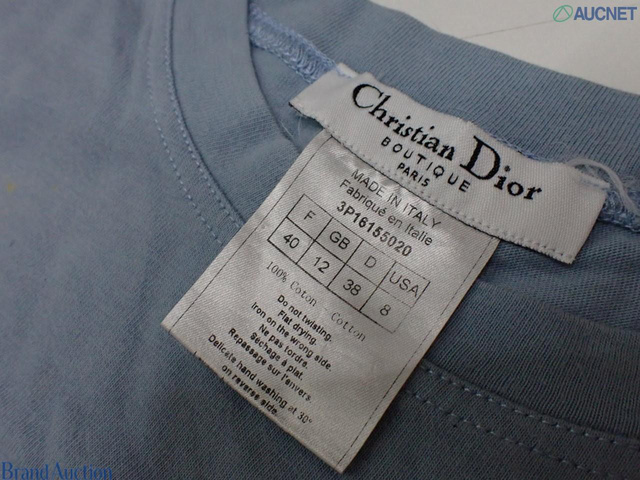 AUCNET
Christian Dior
BOUTIQUE
PARIS
MADE IN ITALY
Fabriqué en Italie
3P16155020
F GB D USA
40 12 38 8
100% Coton Cotton
Do not twisting.
Flat drying.
Iron on the wrong side.
Ne pas tordre.
Séchage à plat.
Repassage sur l'envers.
Delicate hand washing at 30°
on reverse side.
Brand Auction